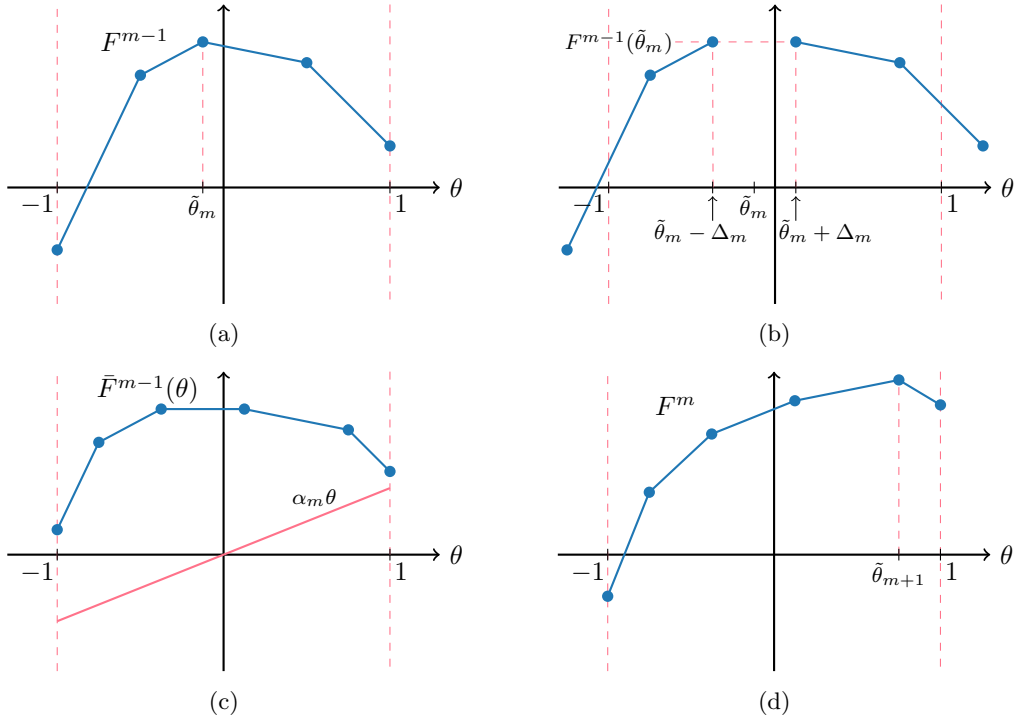 F^{m−1}
−1
θ̃_m
1
θ
(a)
F^{m−1}(θ̃_m)
−1
θ̃_m
1
θ
θ̃_m − Δ_m
θ̃_m + Δ_m
(b)
F̄^{m−1}(θ)
α_mθ
−1
1
θ
(c)
F^m
−1
θ̃_{m+1}
1
θ
(d)